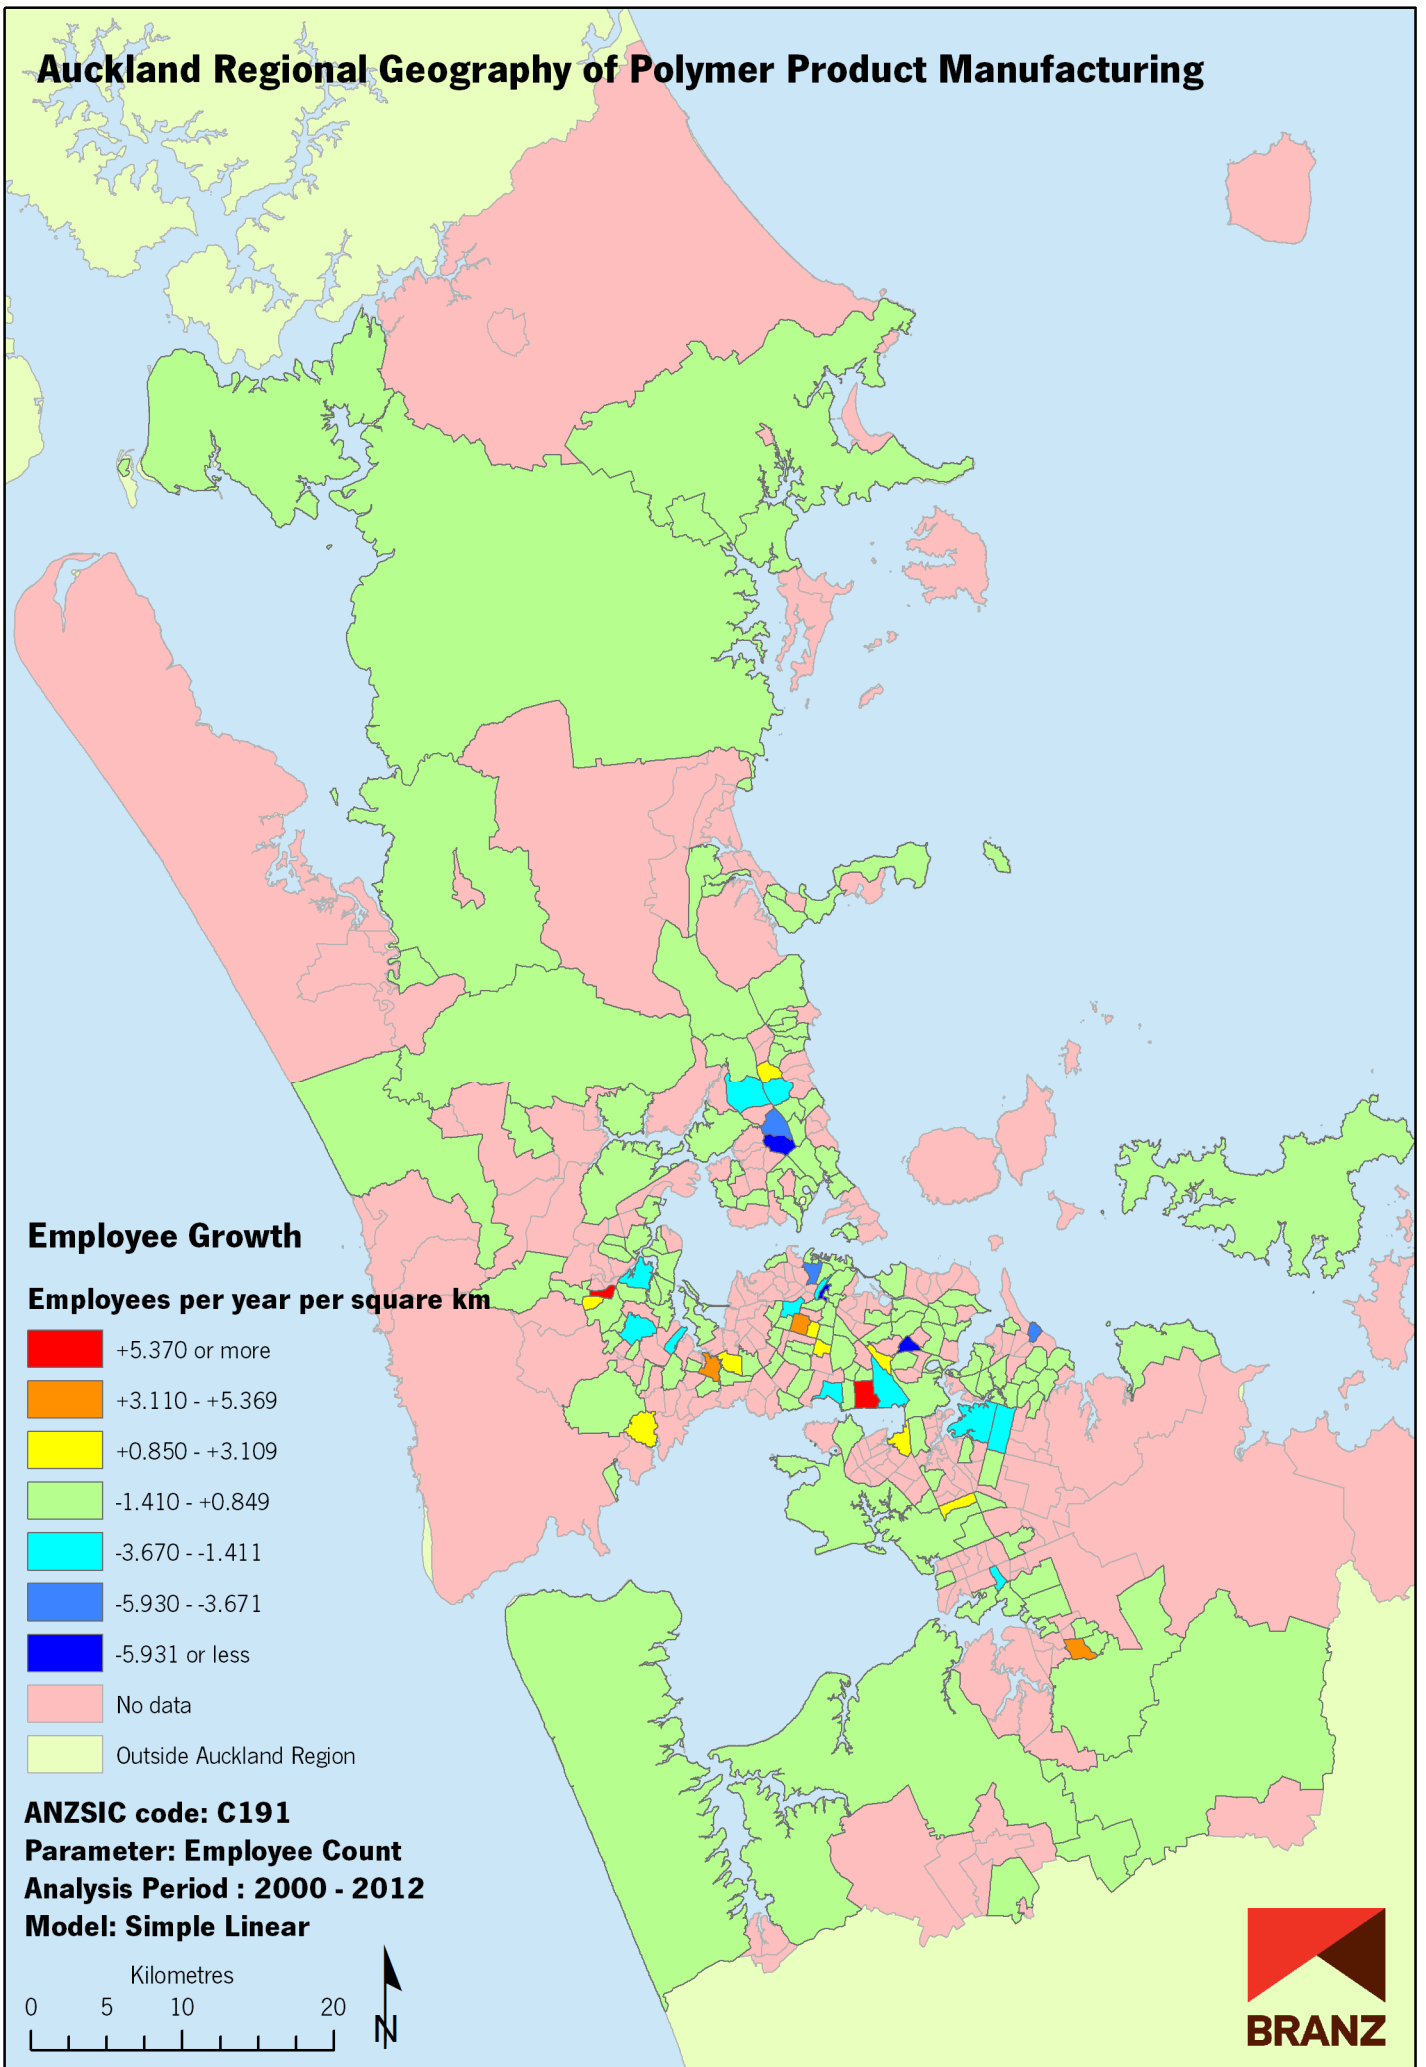 Auckland Regional Geography of Polymer Product Manufacturing
Employee Growth
Employees per year per square km
+5.370 or more
+3.110 - +5.369
+0.850 - +3.109
-1.410 - +0.849
-3.670 - -1.411
-5.930 - -3.671
-5.931 or less
No data
Outside Auckland Region
ANZSIC code: C191
Parameter: Employee Count
Analysis Period : 2000 - 2012
Model: Simple Linear
Kilometres
0 5 10 20
N
BRANZ